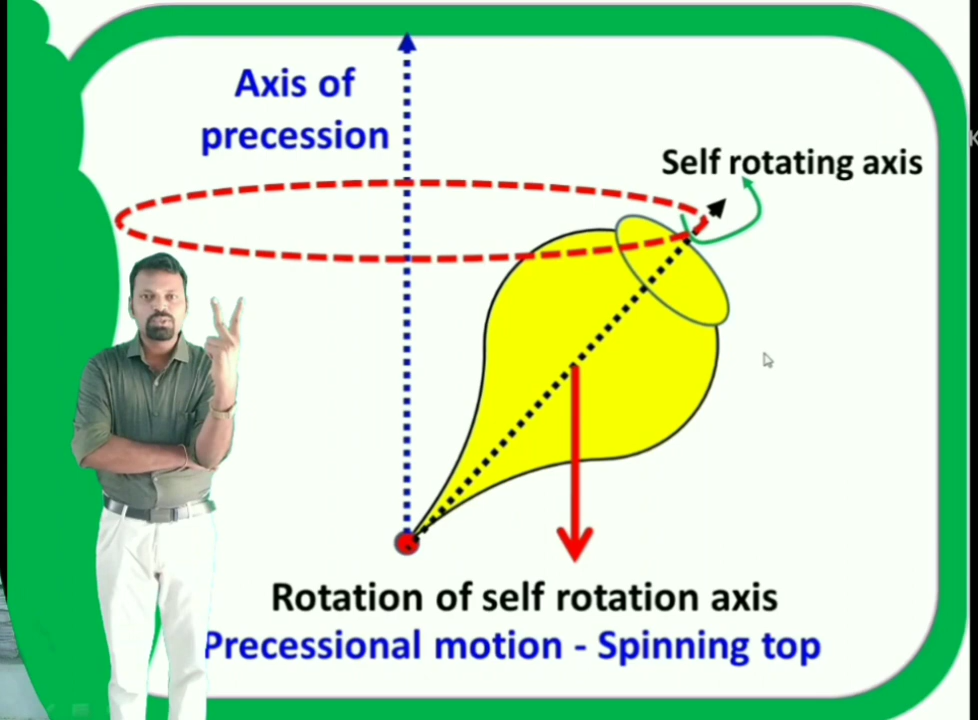 Axis of
precession
Self rotating axis
Rotation of self rotation axis
Precessional motion - Spinning top